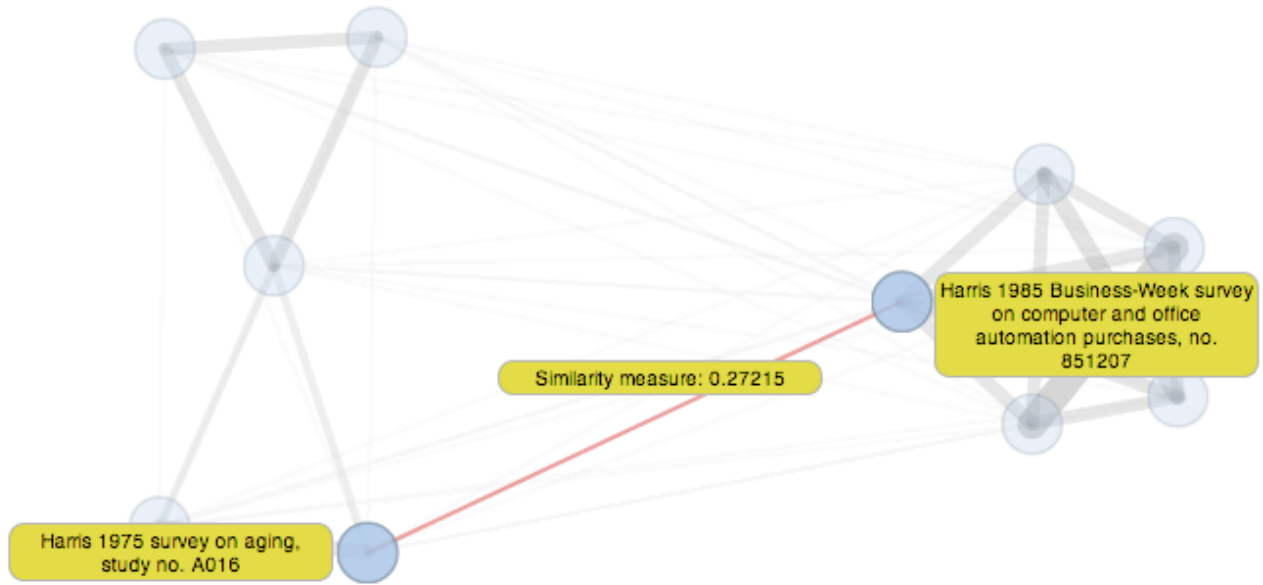 Harris 1985 Business-Week survey
on computer and office
automation purchases, no.
851207
Similarity measure: 0.27215
Harris 1975 survey on aging,
study no. A016